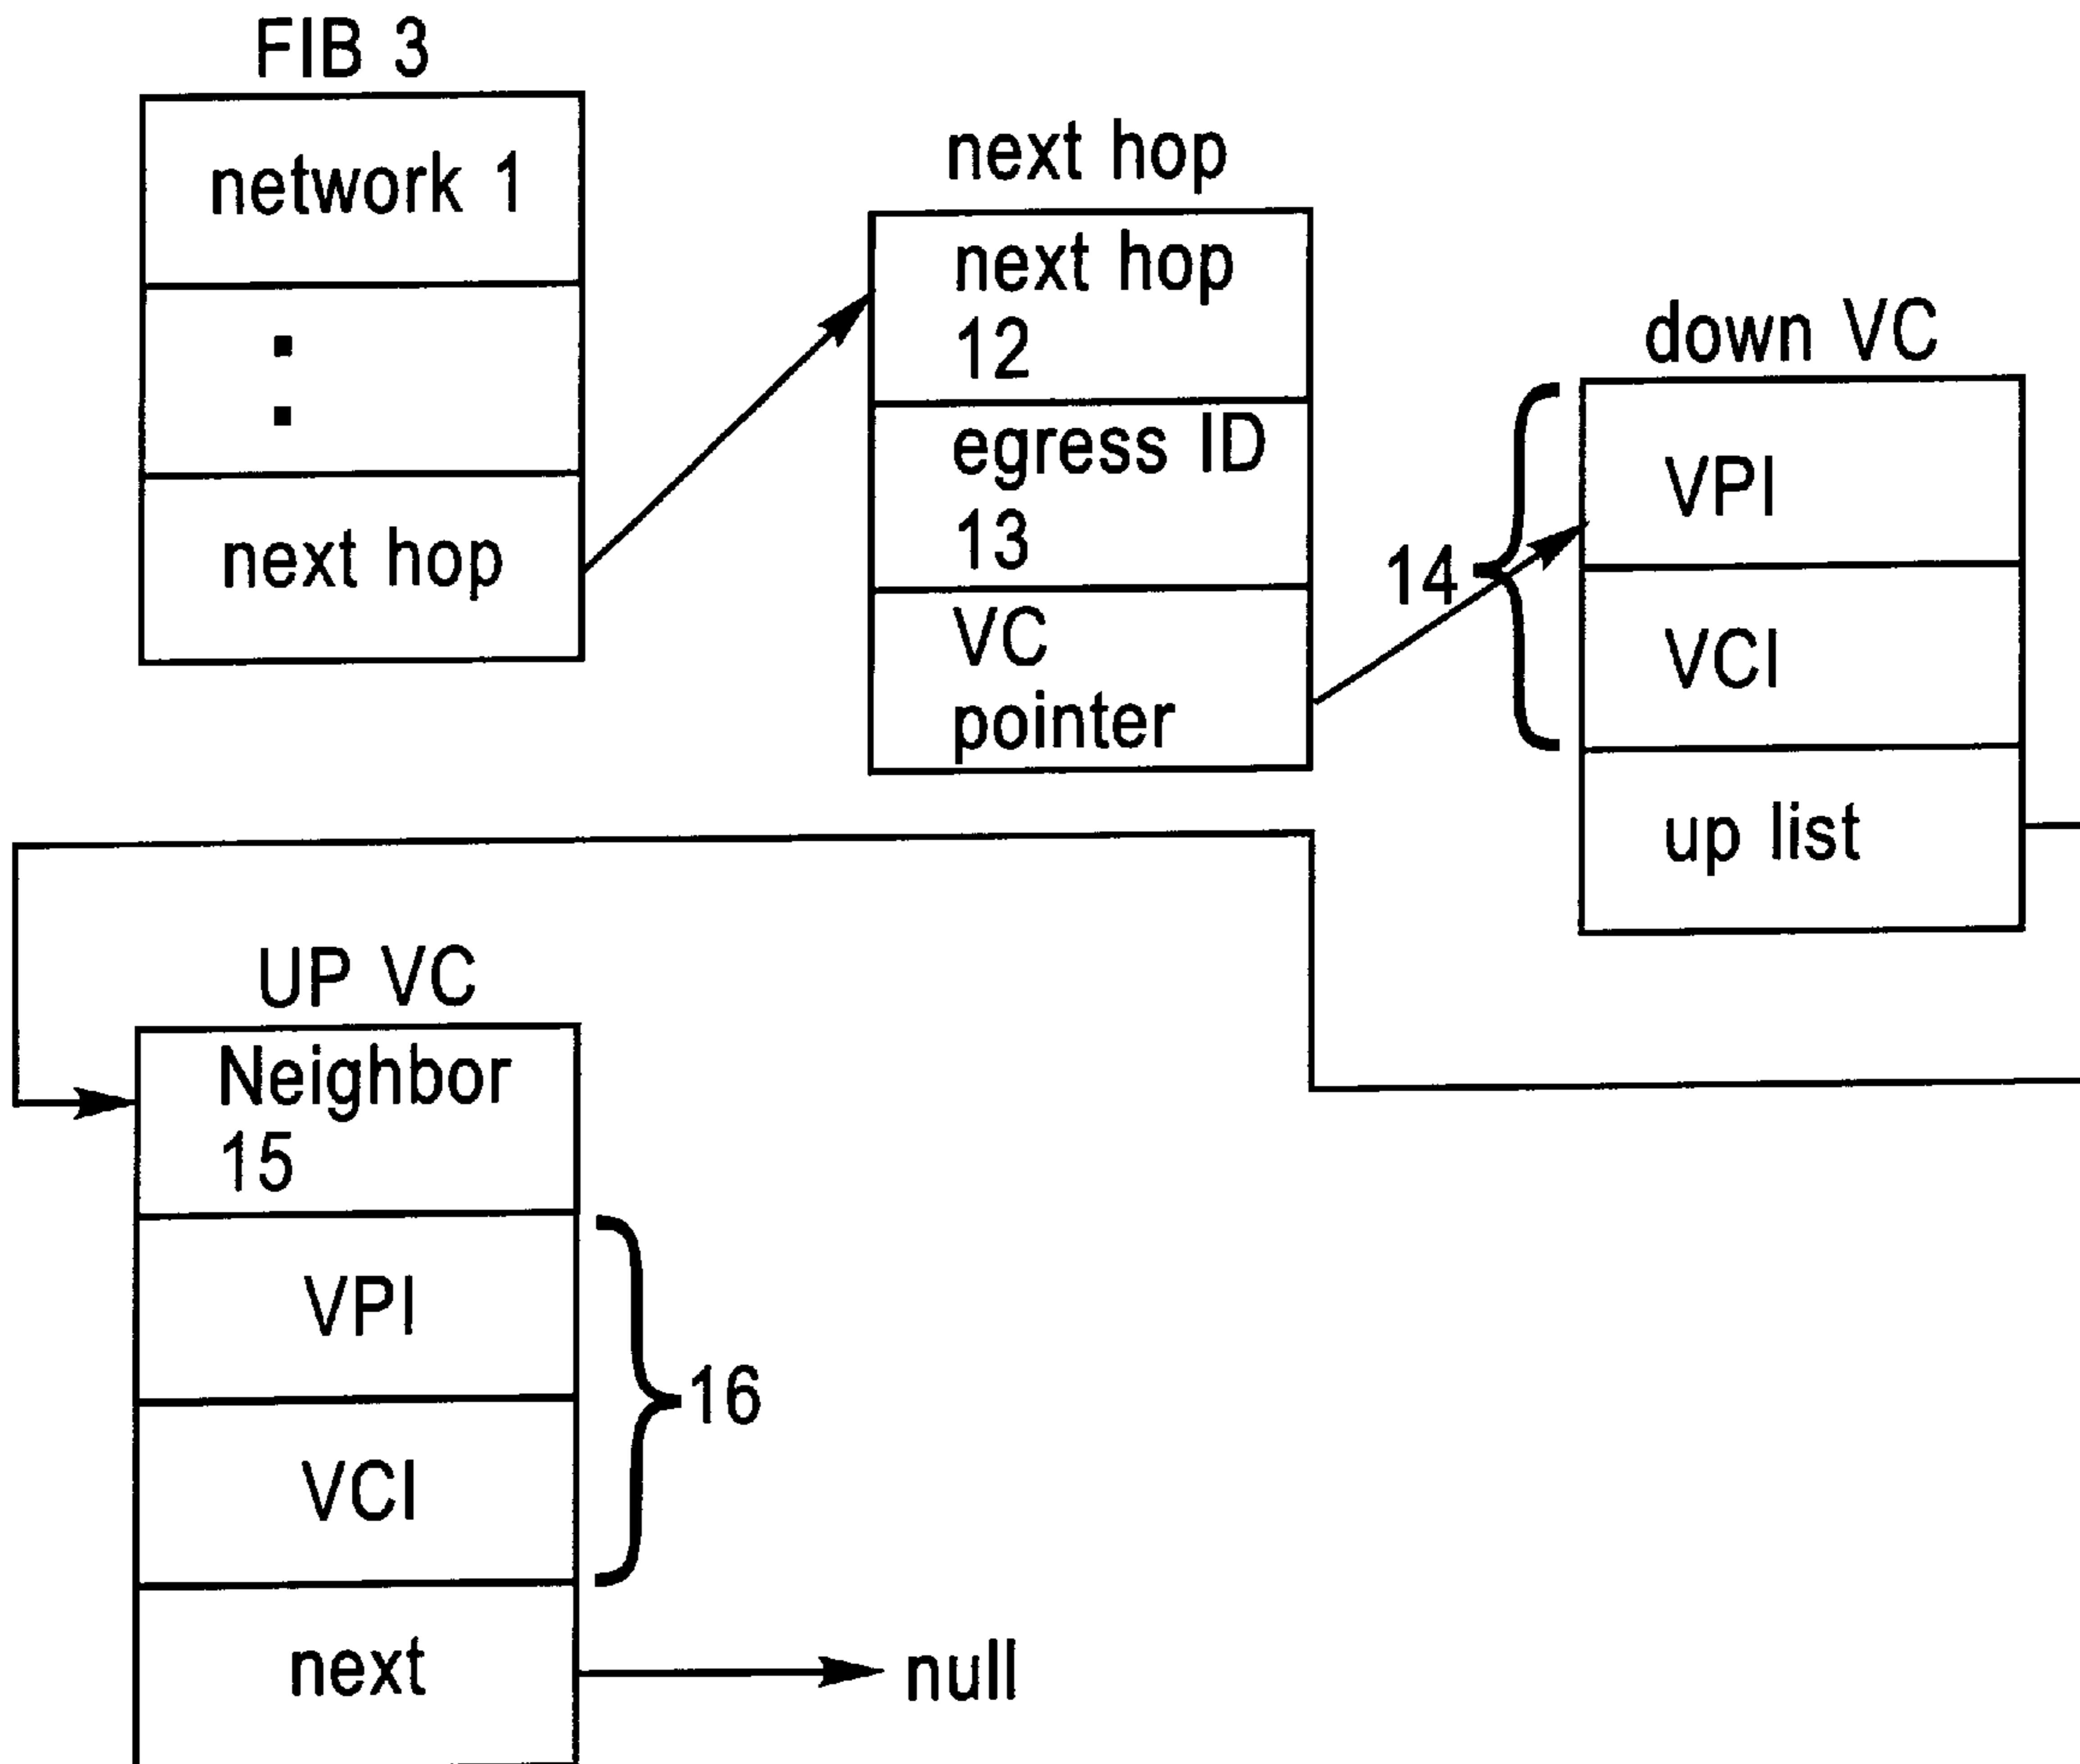 FIB 3
network 1
next hop
next hop
next hop
12
egress ID
13
VC
pointer
down VC
14
VPI
VCI
up list
UP VC
Neighbor
15
VPI
VCI
16
next
null